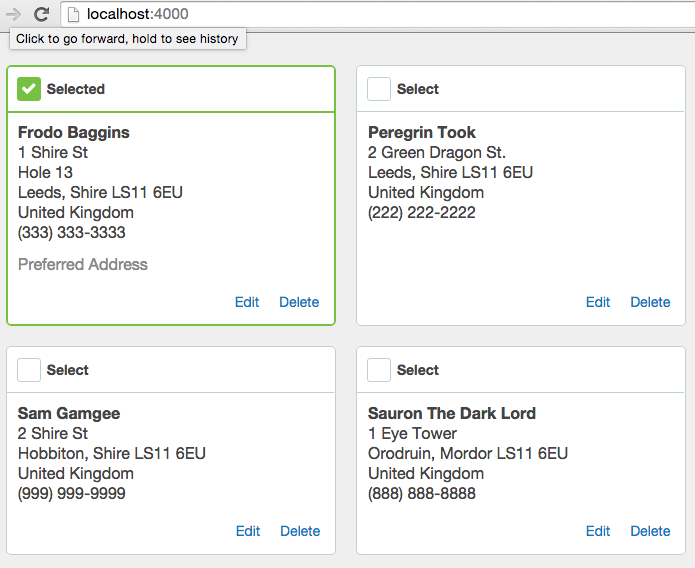 localhost:4000
Click to go forward, hold to see history
Selected
Frodo Baggins
1 Shire St
Hole 13
Leeds, Shire LS11 6EU
United Kingdom
(333) 333-3333
Preferred Address
Edit Delete
Select
Peregrin Took
2 Green Dragon St.
Leeds, Shire LS11 6EU
United Kingdom
(222) 222-2222
Edit Delete
Select
Sam Gamgee
2 Shire St
Hobbiton, Shire LS11 6EU
United Kingdom
(999) 999-9999
Edit Delete
Select
Sauron The Dark Lord
1 Eye Tower
Orodruin, Mordor LS11 6EU
United Kingdom
(888) 888-8888
Edit Delete